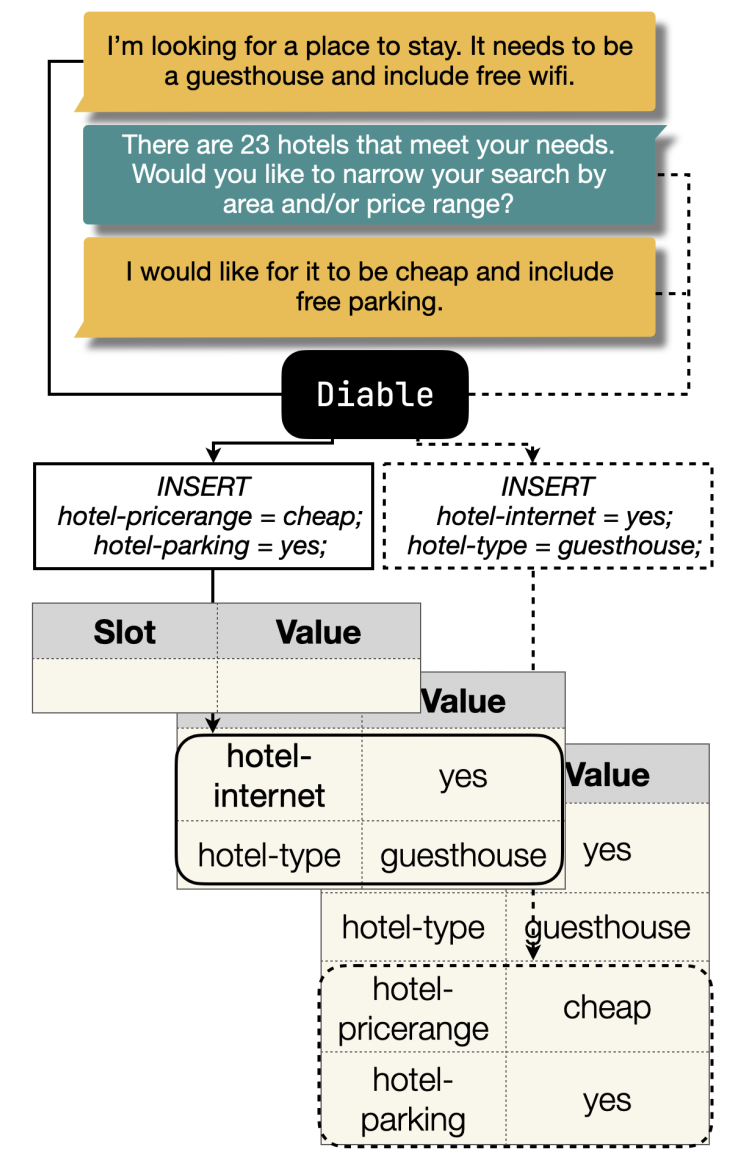 I’m looking for a place to stay. It needs to be
a guesthouse and include free wifi.
There are 23 hotels that meet your needs.
Would you like to narrow your search by
area and/or price range?
I would like for it to be cheap and include
free parking.
Diable
INSERT
hotel-pricerange = cheap;
hotel-parking = yes;
INSERT
hotel-internet = yes;
hotel-type = guesthouse;
Slot Value
Value
hotel-
internet
yes
hotel-type guesthouse
Value
yes
hotel-type guesthouse
hotel-
pricerange
cheap
hotel-
parking
yes